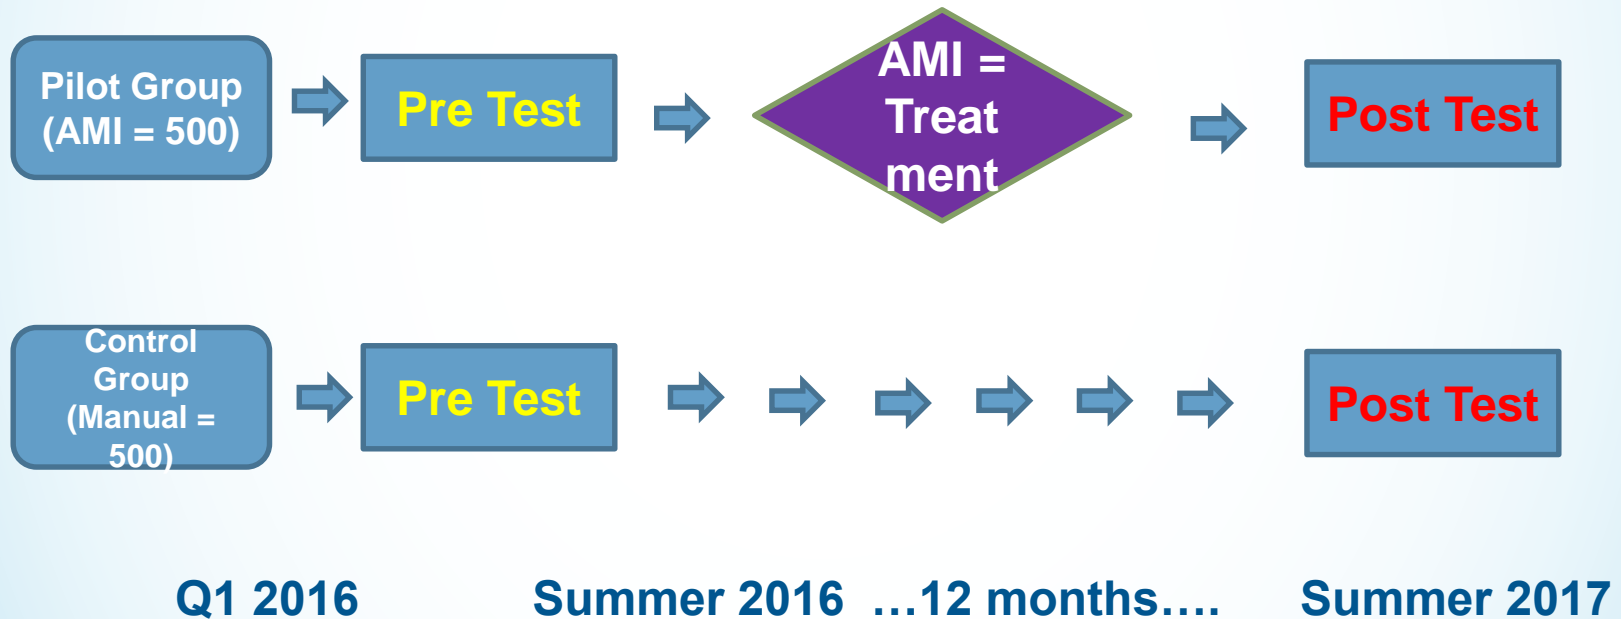 Pilot Group
(AMI = 500)
Pre Test
AMI =
Treat
ment
Post Test
Control
Group
(Manual =
500)
Pre Test
Post Test
Q1 2016
Summer 2016 ...12 months....
Summer 2017